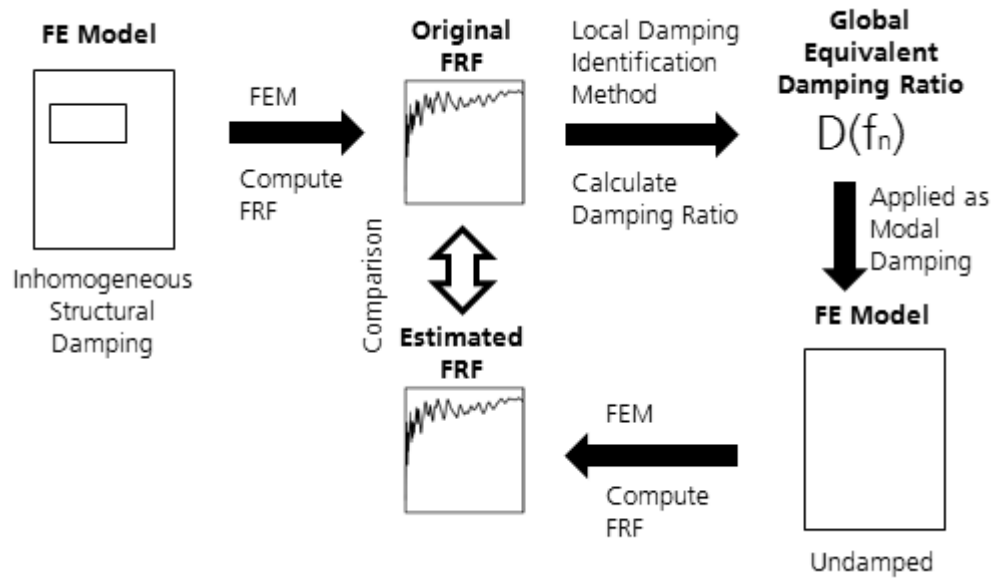 FE Model
Inhomogeneous
Structural
Damping
FEM
Compute
FRF
Original
FRF
Local Damping
Identification
Method
Calculate
Damping Ratio
Global
Equivalent
Damping Ratio
D(fn)
Applied as
Modal
Damping
FE Model
Undamped
FEM
Compute
FRF
Estimated
FRF
Comparison